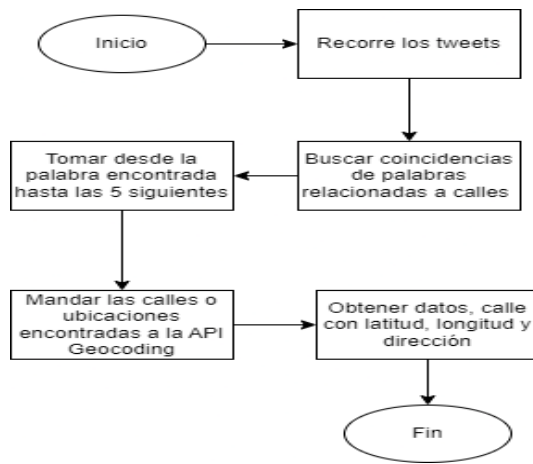 Inicio
Recorre los tweets
Buscar coincidencias
de palabras
relacionadas a calles
Tomar desde la
palabra encontrada
hasta las 5 siguientes
Mandar las calles o
ubicaciones
encontradas a la API
Geocoding
Obtener datos, calle
con latitud, longitud y
dirección
Fin